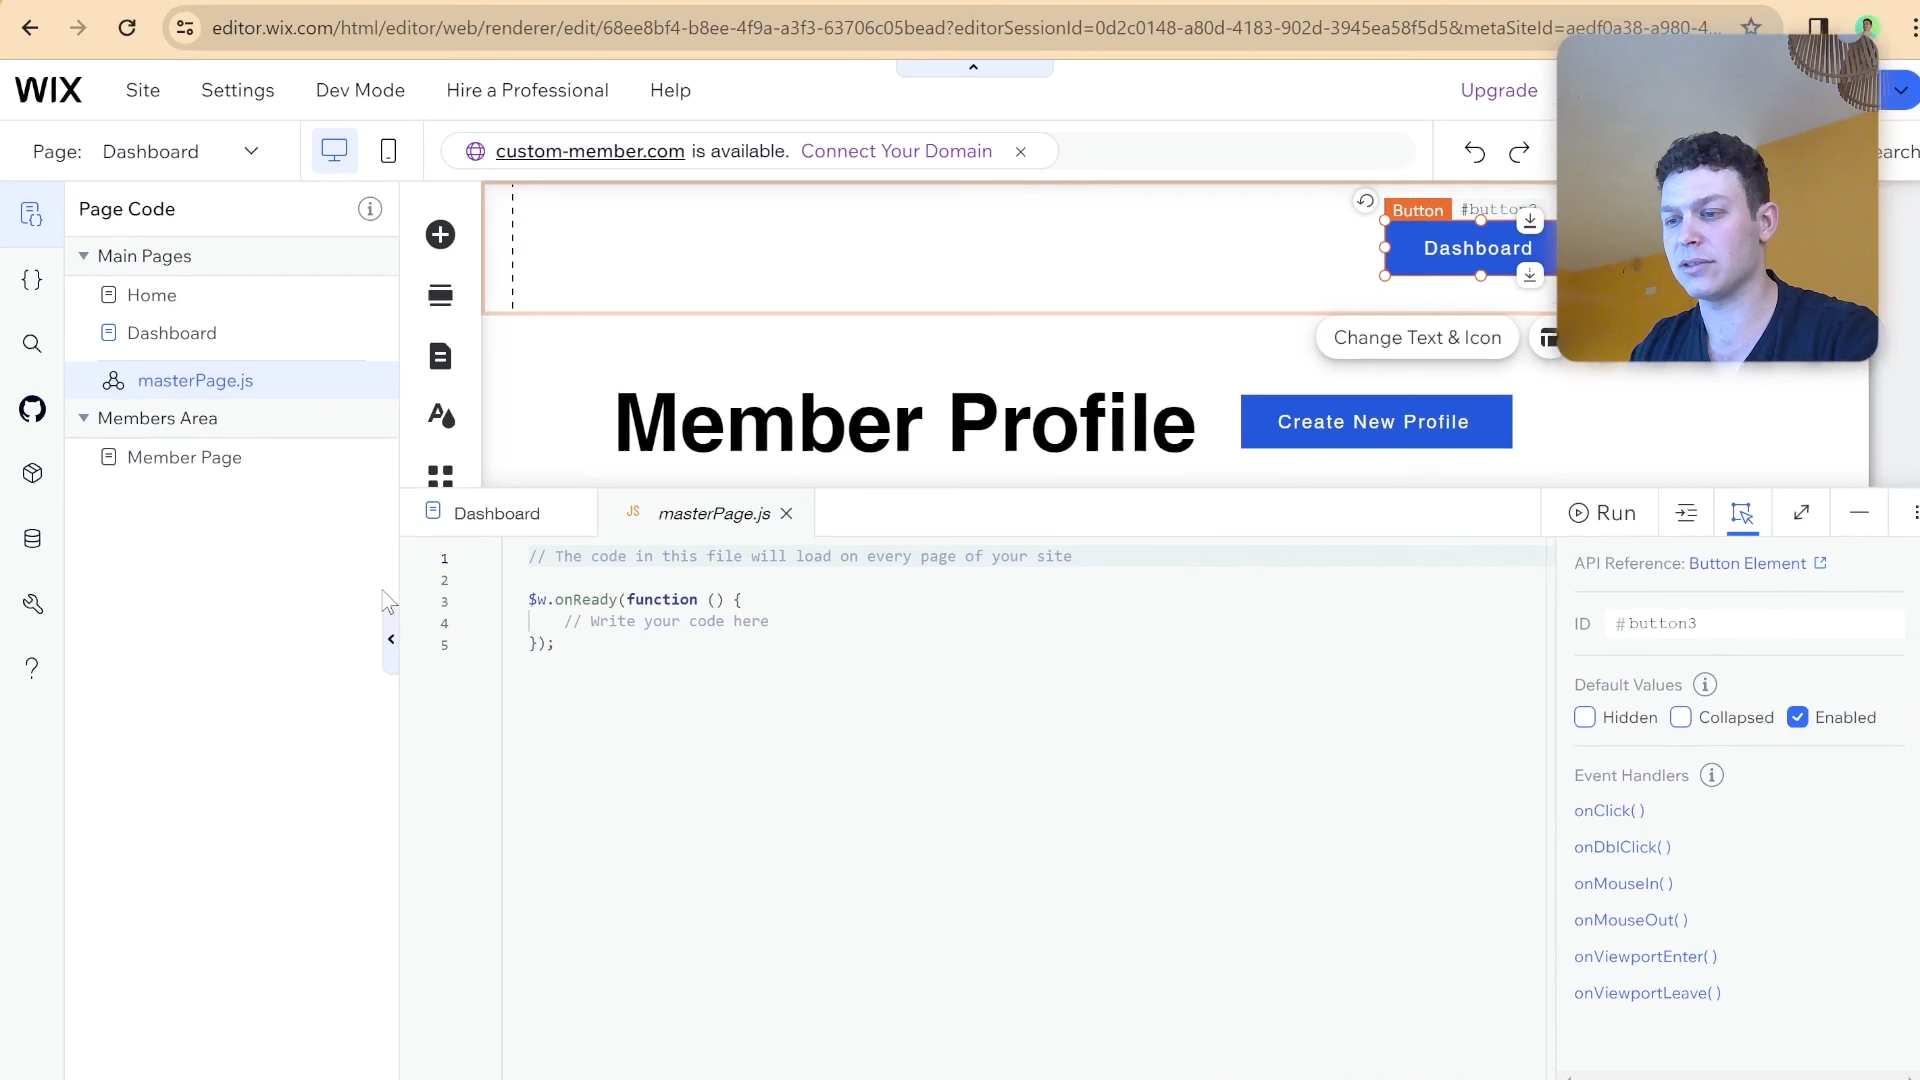 editor.wix.com/html/editor/web/renderer/edit/68ee8bf4-b8ee-4f9a-a3f3-63706c05bead?editorSessionId=0d2c0148-a80d-4183-902d-3945ea58f5d5&metaSiteId=aedf0a38-a980-4...
WIX Site Settings Dev Mode Hire a Professional Help Upgrade
Page: Dashboard custom-member.com is available. Connect Your Domain earch
Page Code
Main Pages
Home
Dashboard
masterPage.js
Members Area
Member Page
Button #button3
Dashboard
Change Text & Icon
Member Profile Create New Profile
Dashboard JS masterPage.js Run
1 // The code in this file will load on every page of your site
2
3 $w.onReady(function () {
4 // Write your code here
5 });
API Reference: Button Element
ID # button3
Default Values
Hidden Collapsed Enabled
Event Handlers
onClick( )
onDblClick( )
onMouseIn( )
onMouseOut( )
onViewportEnter( )
onViewportLeave( )